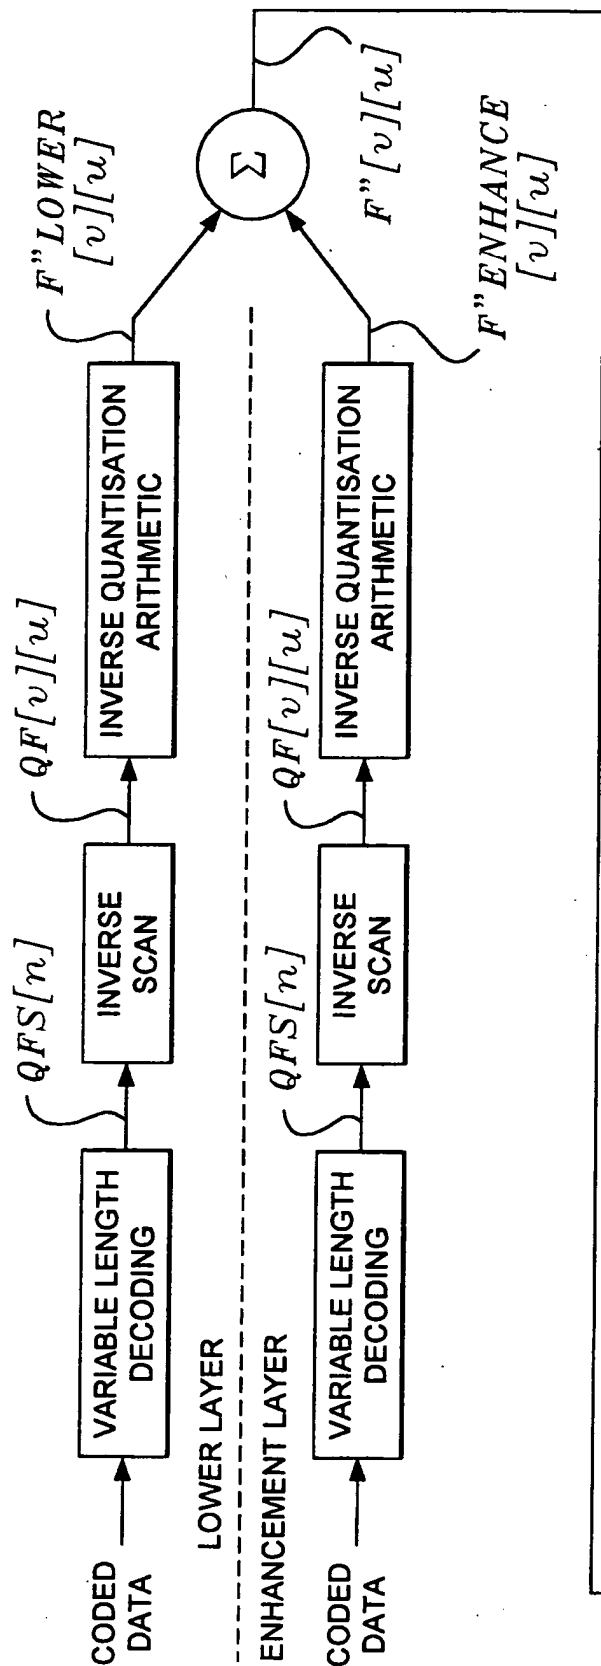 CODED
DATA
VARIABLE LENGTH
DECODING
QFS[n]
INVERSE
SCAN
QF[v][u]
INVERSE QUANTISATION
ARITHMETIC
F”LOWER
[v][u]
LOWER LAYER
Σ
F”[v][u]
ENHANCEMENT LAYER
CODED
DATA
VARIABLE LENGTH
DECODING
QFS[n]
INVERSE
SCAN
QF[v][u]
INVERSE QUANTISATION
ARITHMETIC
F”ENHANCE
[v][u]